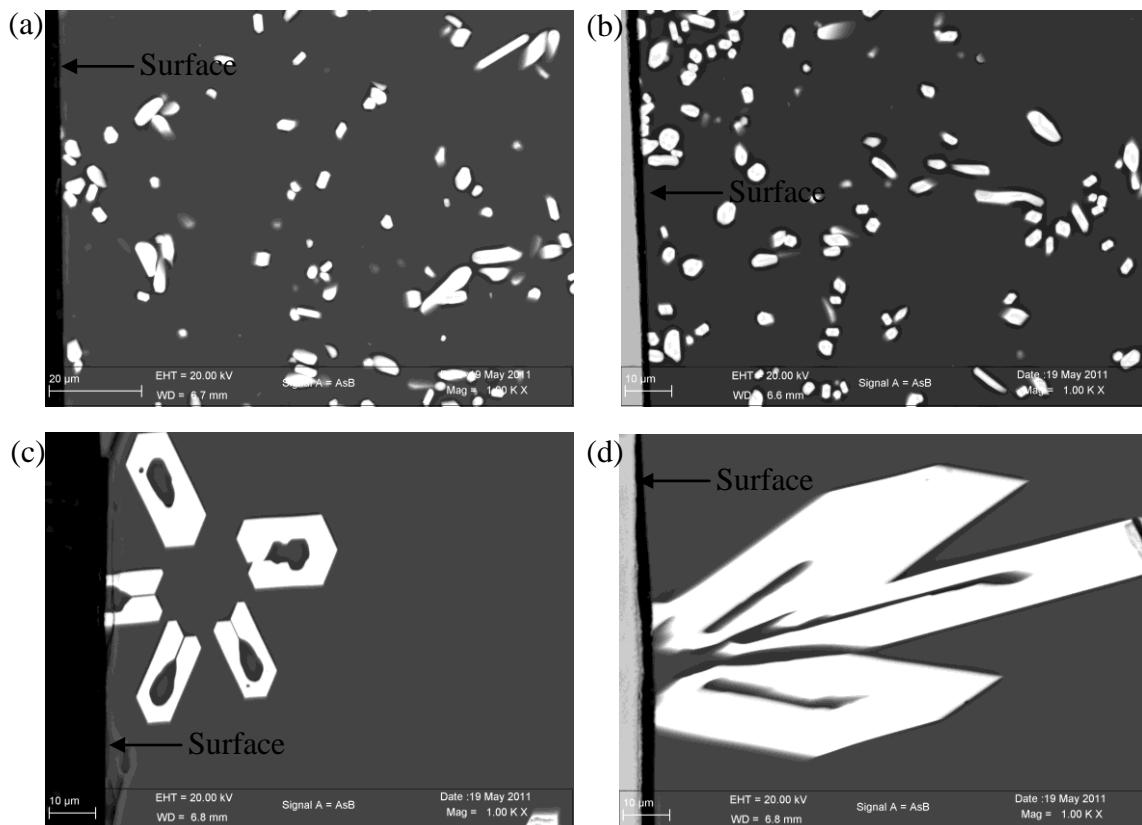 (a)
Surface
20 µm
EHT = 20.00 kV
WD = 6.7 mm
Signal A = AsB
Date :19 May 2011
Mag = 1.00 K X
(b)
Surface
10 µm
EHT = 20.00 kV
WD = 6.6 mm
Signal A = AsB
Date :19 May 2011
Mag = 1.00 K X
(c)
Surface
10 µm
EHT = 20.00 kV
WD = 6.8 mm
Signal A = AsB
Date :19 May 2011
Mag = 1.00 K X
(d)
Surface
10 µm
EHT = 20.00 kV
WD = 6.8 mm
Signal A = AsB
Date :19 May 2011
Mag = 1.00 K X